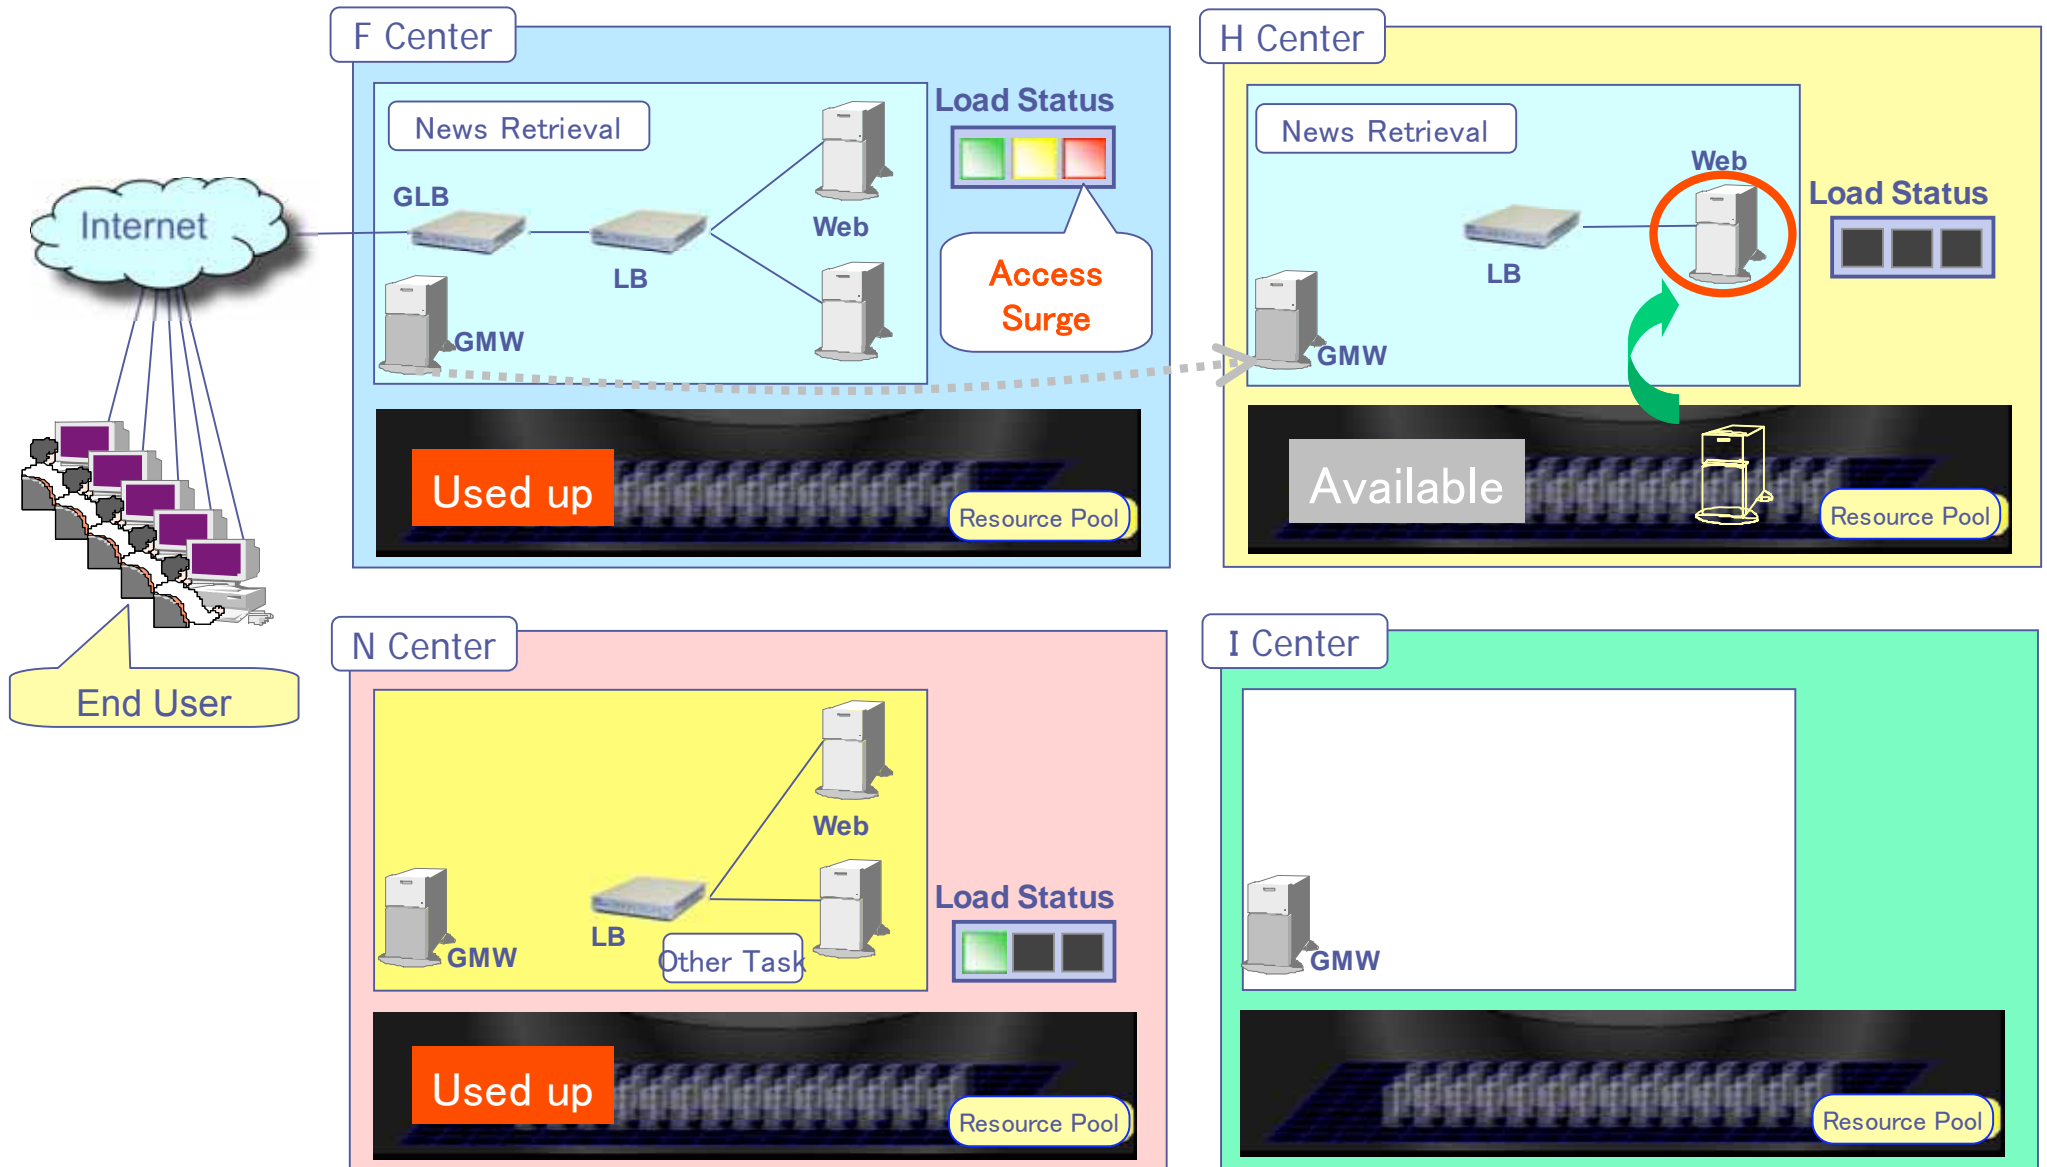 F Center
News Retrieval
Load Status
GLB
LB
Web
GMW
Access
Surge
Used up
Resource Pool
H Center
News Retrieval
Web
Load Status
LB
GMW
Available
Resource Pool
Internet
End User
N Center
Web
Load Status
LB
GMW
Other Task
Used up
Resource Pool
I Center
GMW
Resource Pool